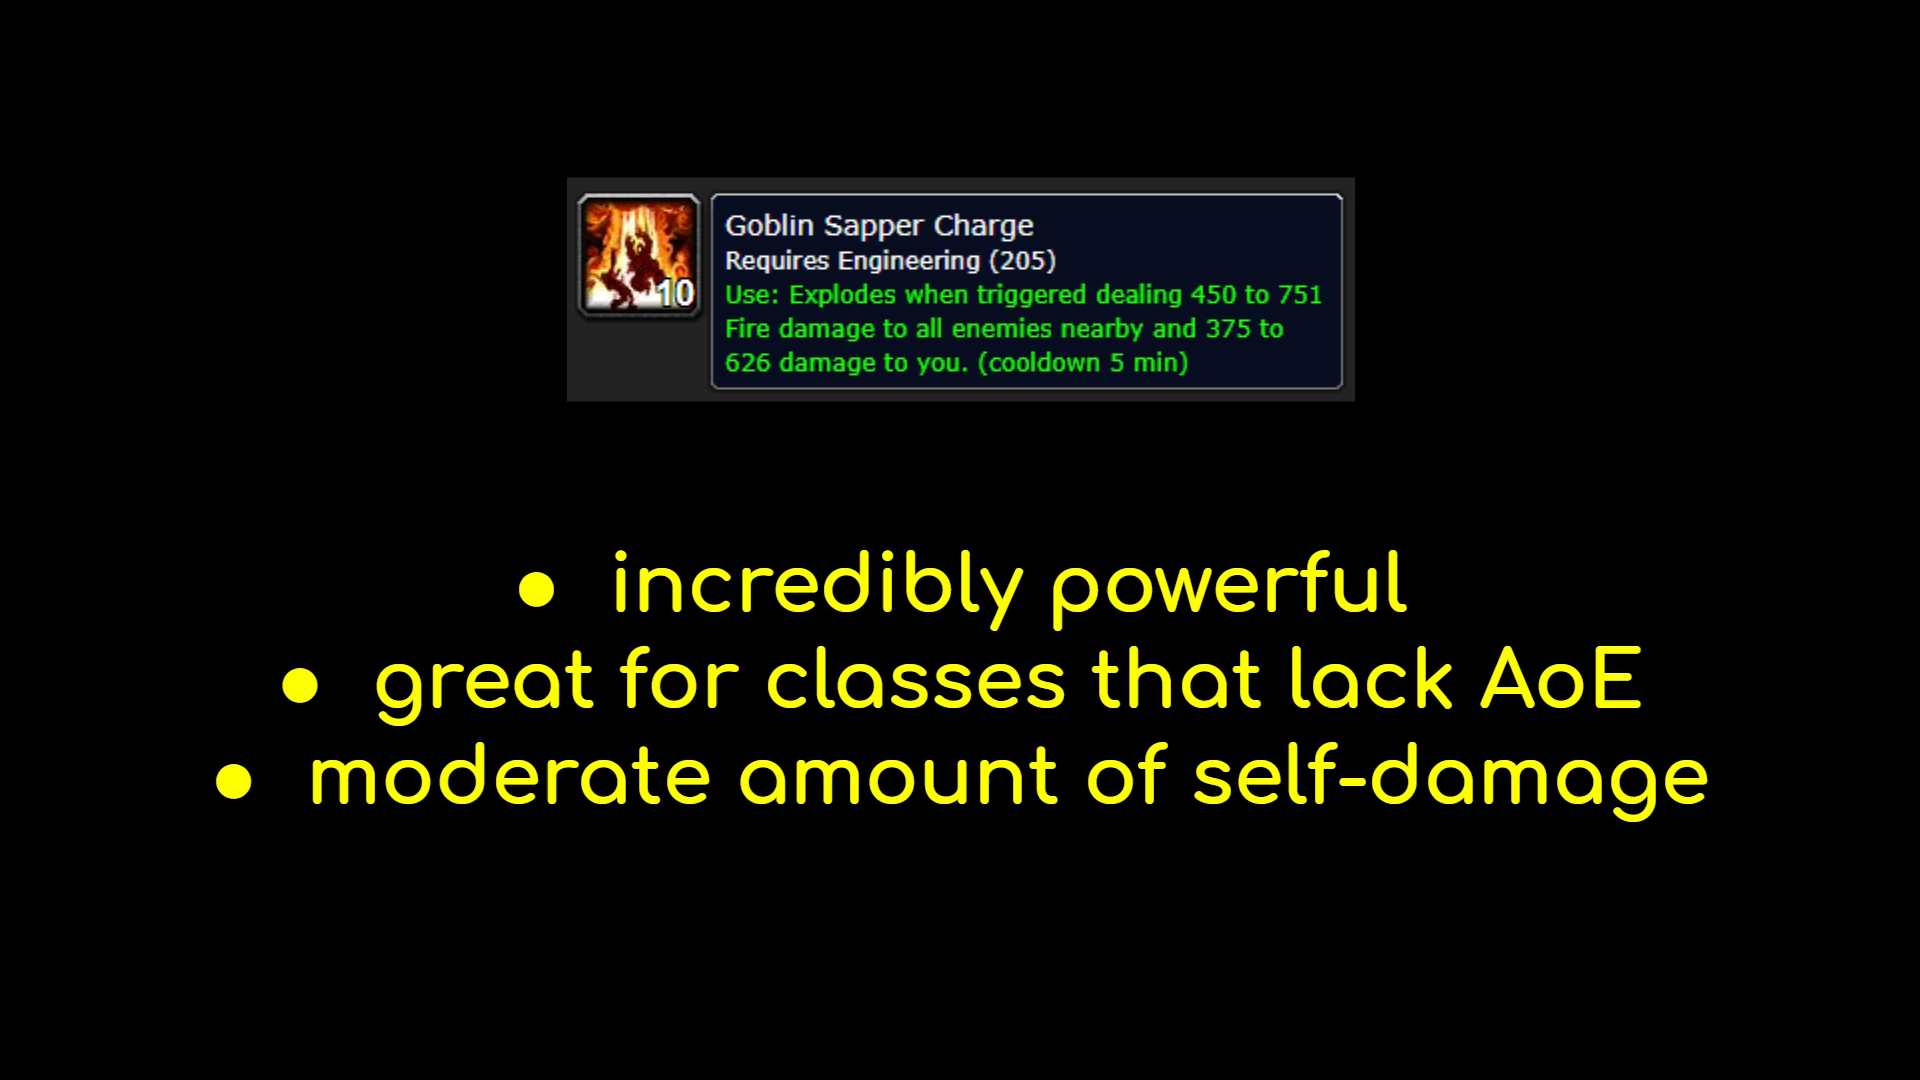 Goblin Sapper Charge
Requires Engineering (205)
Use: Explodes when triggered dealing 450 to 751
Fire damage to all enemies nearby and 375 to
626 damage to you. (cooldown 5 min)
10
● incredibly powerful
● great for classes that lack AoE
● moderate amount of self-damage